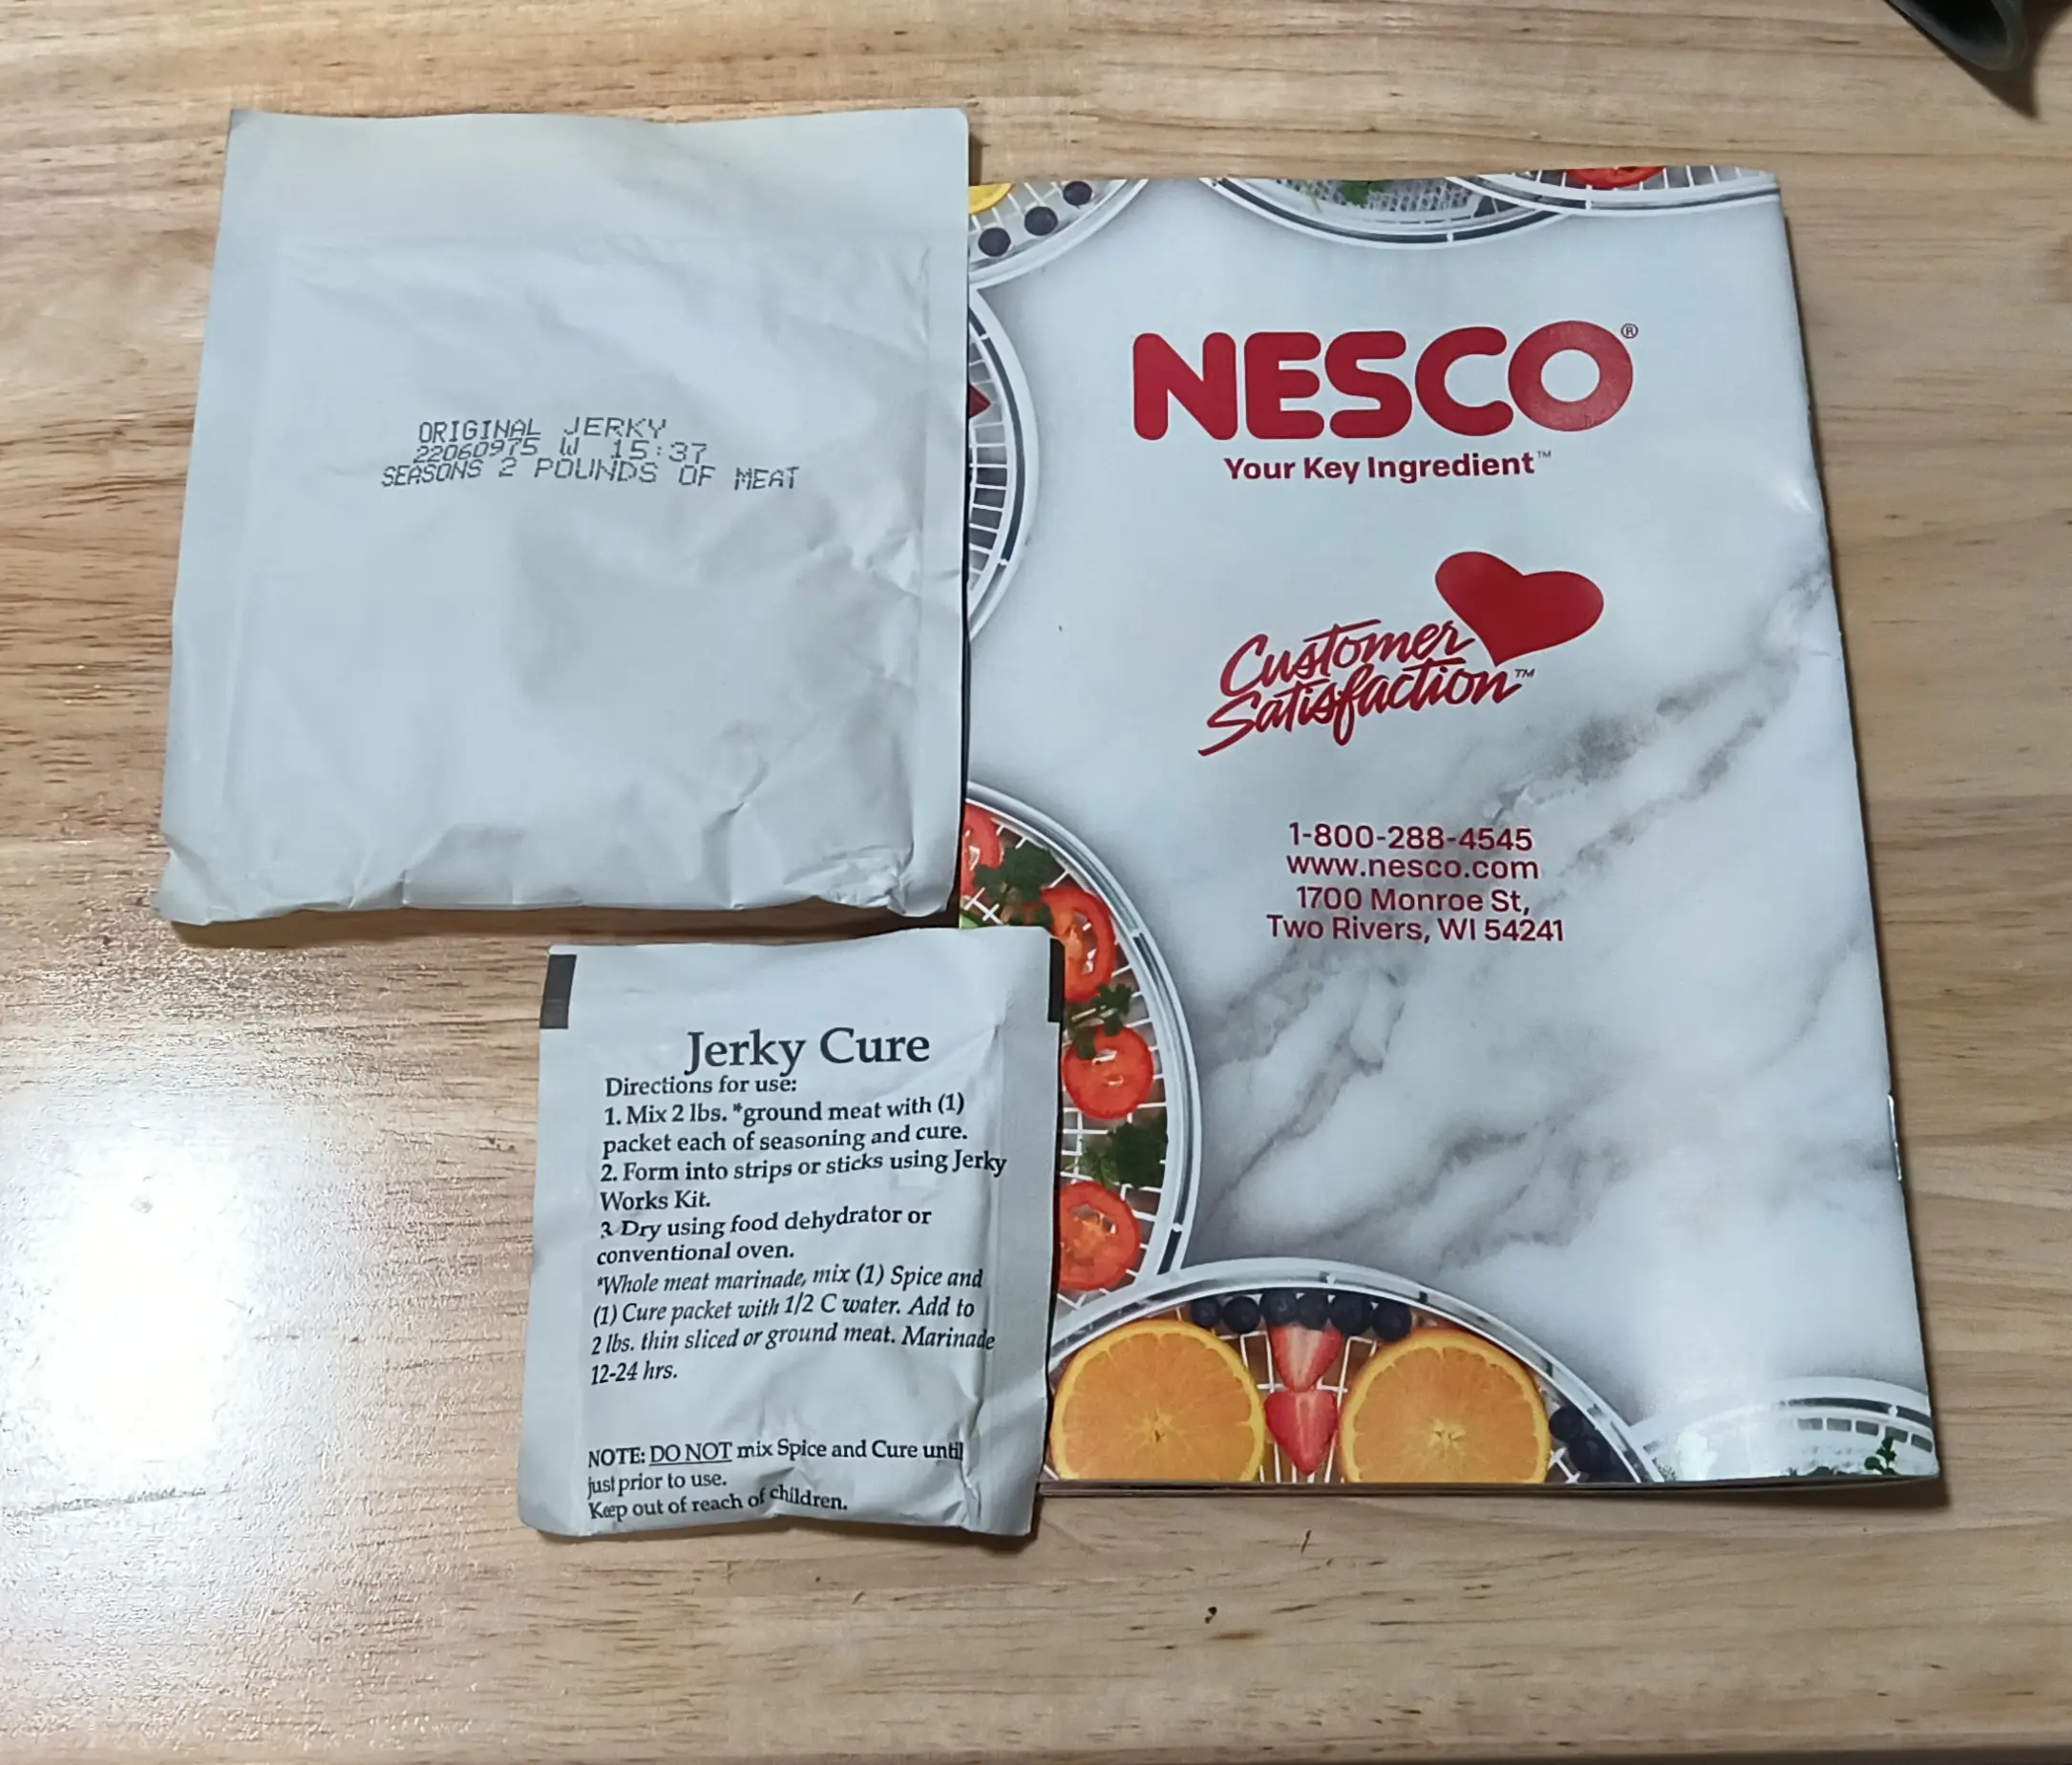 ORIGINAL JERKY
22060975 W 15:37
SEASONS 2 POUNDS OF MEAT
NESCO®
Your Key Ingredient™
Customer
Satisfaction™
1-800-288-4545
www.nesco.com
1700 Monroe St,
Two Rivers, WI 54241
Jerky Cure
Directions for use:
1. Mix 2 lbs. *ground meat with (1)
packet each of seasoning and cure.
2. Form into strips or sticks using Jerky
Works Kit.
3. Dry using food dehydrator or
conventional oven.
*Whole meat marinade, mix (1) Spice and
(1) Cure packet with 1/2 C water. Add to
2 lbs. thin sliced or ground meat. Marinade
12-24 hrs.
NOTE: DO NOT mix Spice and Cure until
just prior to use.
Keep out of reach of children.